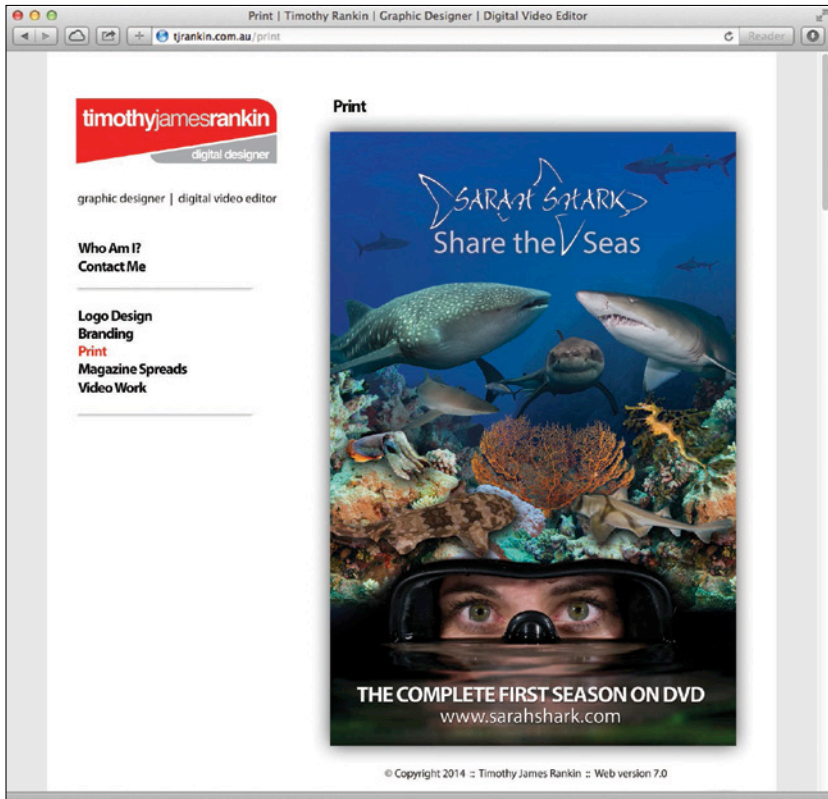 Print | Timothy Rankin | Graphic Designer | Digital Video Editor
tjrankin.com.au/print
Reader
timothyjamesrankin
digital designer
graphic designer | digital video editor
Who Am I?
Contact Me
Logo Design
Branding
Print
Magazine Spreads
Video Work
Print
SARAH SHARK
Share the Seas
THE COMPLETE FIRST SEASON ON DVD
www.sarahshark.com
© Copyright 2014 :: Timothy James Rankin :: Web version 7.0